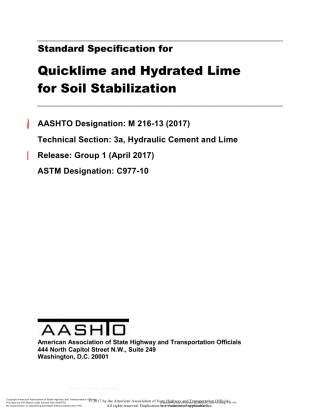 Standard Specification for
Quicklime and Hydrated Lime
for Soil Stabilization
AASHTO Designation: M 216-13 (2017)
Technical Section: 3a, Hydraulic Cement and Lime
Release: Group 1 (April 2017)
ASTM Designation: C977-10
AASHTO
American Association of State Highway and Transportation Officials
444 North Capitol Street N.W., Suite 249
Washington, D.C. 20001
© 2017 by the American Association of State Highway and Transportation Officials.
All rights reserved. Duplication is a violation of applicable law.